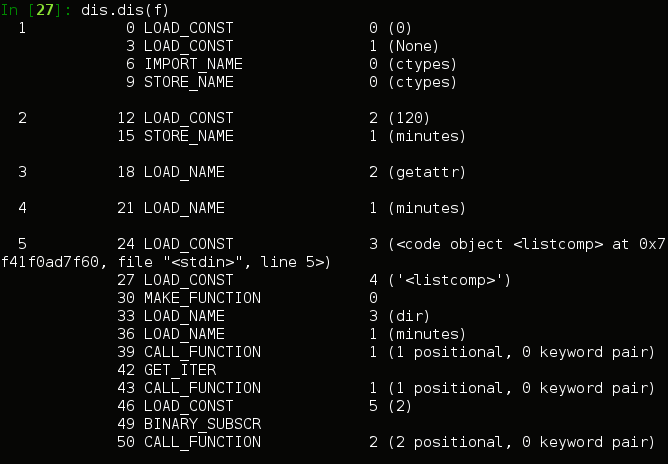 In [27]: dis.dis(f)
  1           0 LOAD_CONST               0 (0)
              3 LOAD_CONST               1 (None)
              6 IMPORT_NAME              0 (ctypes)
              9 STORE_NAME               0 (ctypes)

  2          12 LOAD_CONST               2 (120)
             15 STORE_NAME               1 (minutes)

  3          18 LOAD_NAME                2 (getattr)

  4          21 LOAD_NAME                1 (minutes)

  5          24 LOAD_CONST               3 (<code object <listcomp> at 0x7
f41f0ad7f60, file "<stdin>", line 5>)
             27 LOAD_CONST               4 ('<listcomp>')
             30 MAKE_FUNCTION            0
             33 LOAD_NAME                3 (dir)
             36 LOAD_NAME                1 (minutes)
             39 CALL_FUNCTION            1 (1 positional, 0 keyword pair)
             42 GET_ITER
             43 CALL_FUNCTION            1 (1 positional, 0 keyword pair)
             46 LOAD_CONST               5 (2)
             49 BINARY_SUBSCR
             50 CALL_FUNCTION            2 (2 positional, 0 keyword pair)